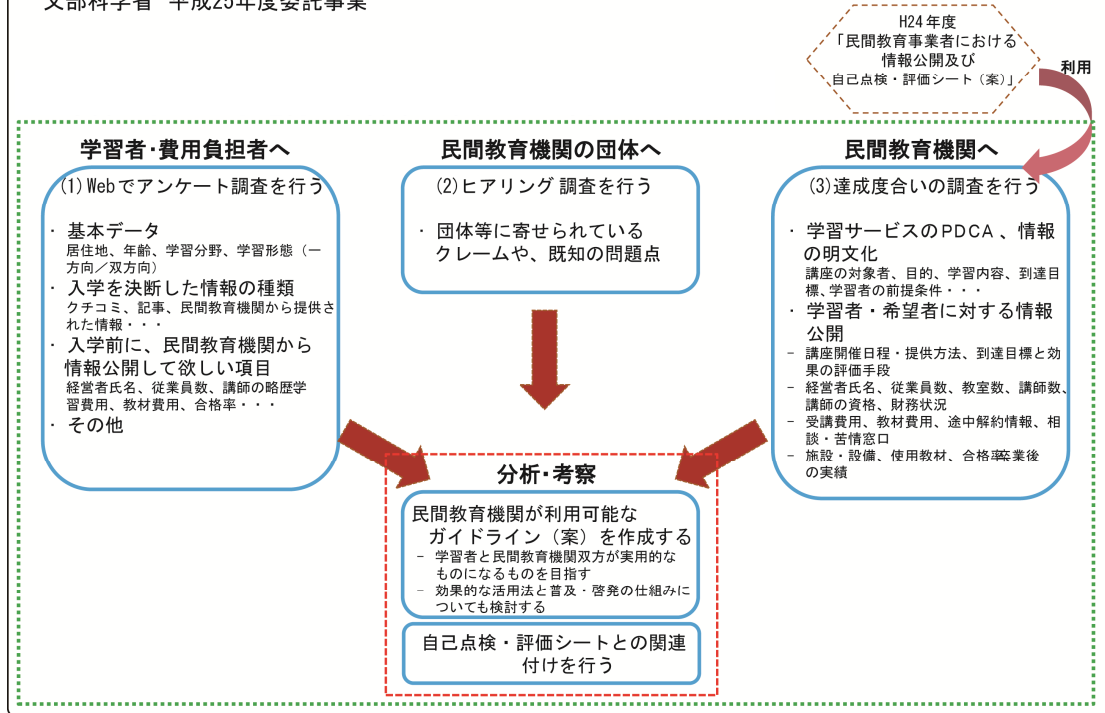 文部科学省 平成25年度委託事業
H24年度
「民間教育事業者における
情報公開及び
自己点検・評価シート（案）」
利用
学習者・費用負担者へ
(1)Webでアンケート調査を行う
・ 基本データ
居住地、年齢、学習分野、学習形態（一
方向／双方向）
・ 入学を決断した情報の種類
クチコミ、記事、民間教育機関から提供さ
れた情報・・・
・ 入学前に、民間教育機関から
情報公開して欲しい項目
経営者氏名、従業員数、講師の略歴学
習費用、教材費用、合格率・・・
・ その他
民間教育機関の団体へ
(2)ヒアリング調査を行う
・ 団体等に寄せられている
クレームや、既知の問題点
民間教育機関へ
(3)達成度合いの調査を行う
・ 学習サービスのPDCA、情報
の明文化
講座の対象者、目的、学習内容、到達目
標、学習者の前提条件・・・
・ 学習者・希望者に対する情報
公開
－ 講座開催日程・提供方法、到達目標と効
果の評価手段
－ 経営者氏名、従業員数、教室数、講師数、
講師の資格、財務状況
－ 受講費用、教材費用、途中解約情報、相
談・苦情窓口
－ 施設・設備、使用教材、合格率卒業後
の実績
分析・考察
民間教育機関が利用可能な
ガイドライン（案）を作成する
－ 学習者と民間教育機関双方が実用的な
ものになるものを目指す
－ 効果的な活用法と普及・啓発の仕組みに
ついても検討する
自己点検・評価シートとの関連
付けを行う